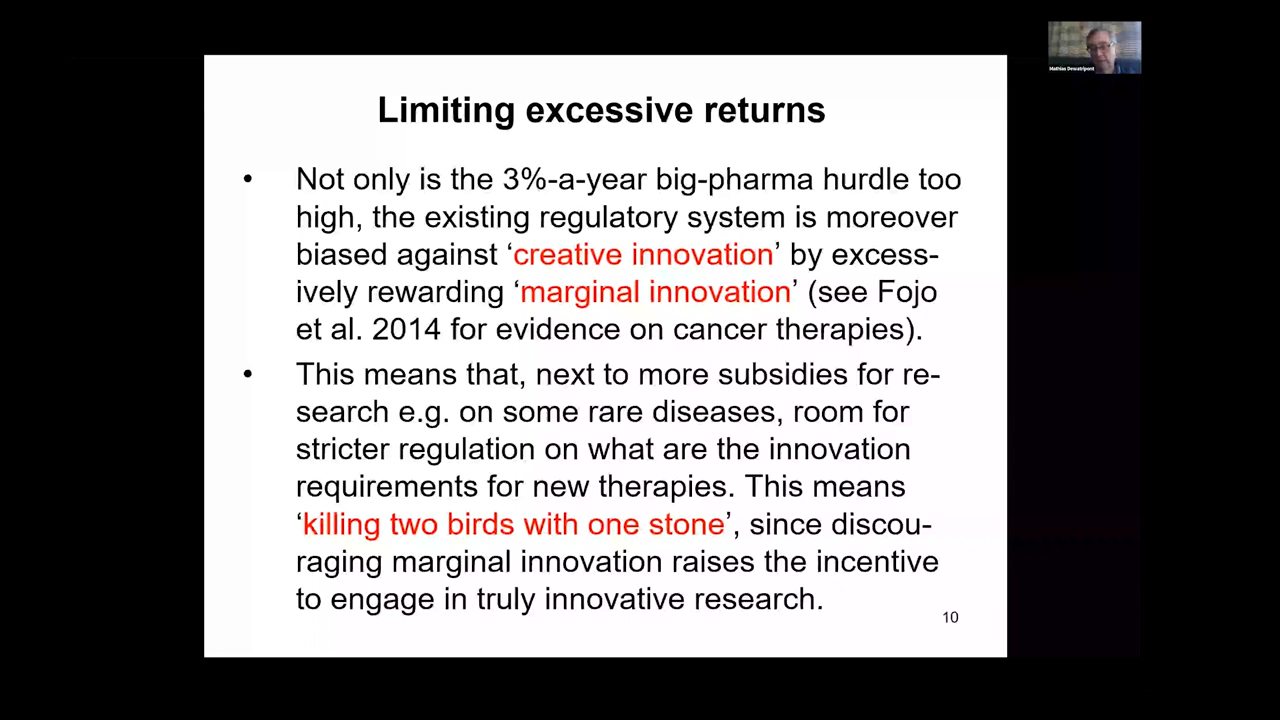 Mathias Dewatripont
Limiting excessive returns
• Not only is the 3%-a-year big-pharma hurdle too
high, the existing regulatory system is moreover
biased against ‘creative innovation’ by excess-
ively rewarding ‘marginal innovation’ (see Fojo
et al. 2014 for evidence on cancer therapies).
• This means that, next to more subsidies for re-
search e.g. on some rare diseases, room for
stricter regulation on what are the innovation
requirements for new therapies. This means
‘killing two birds with one stone’, since discou-
raging marginal innovation raises the incentive
to engage in truly innovative research.
10